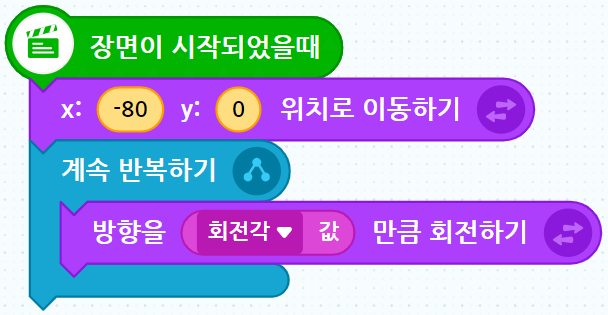 장면이 시작되었을때
x: -80 y: 0 위치로 이동하기
계속 반복하기
방향을 회전각 값 만큼 회전하기